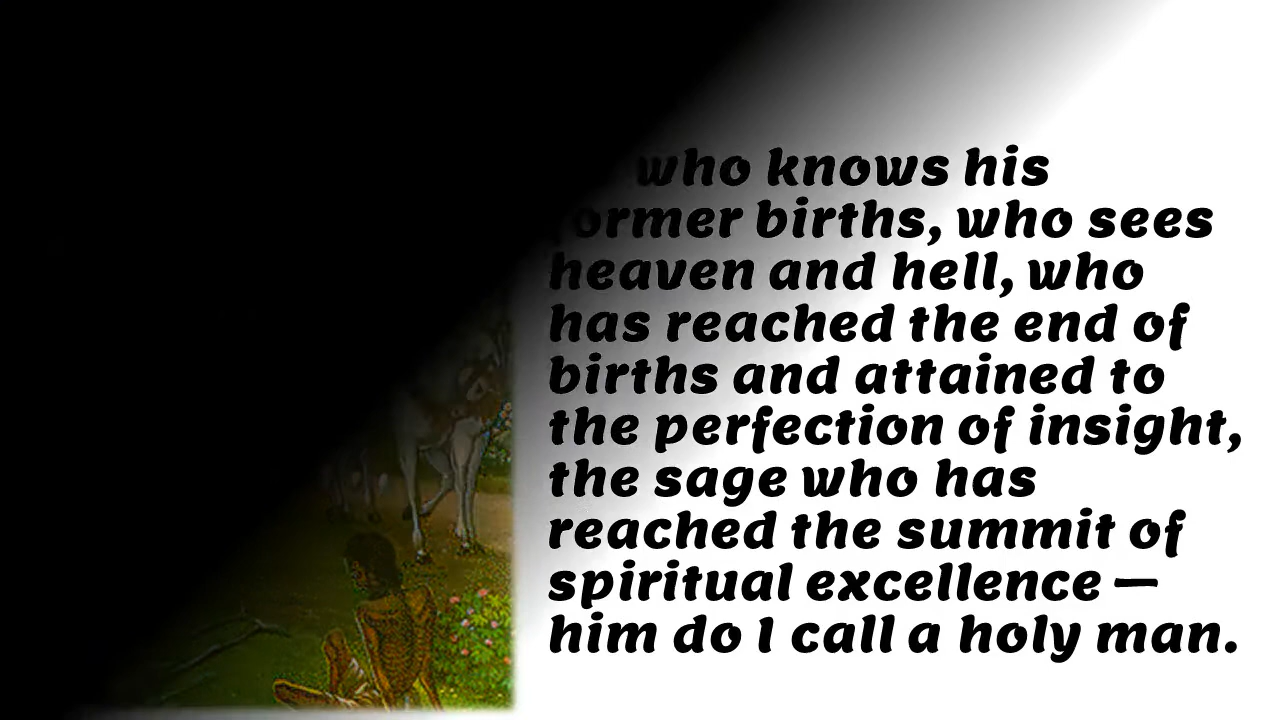 who knows his
former births, who sees
heaven and hell, who
has reached the end of
births and attained to
the perfection of insight,
the sage who has
reached the summit of
spiritual excellence —
him do I call a holy man.